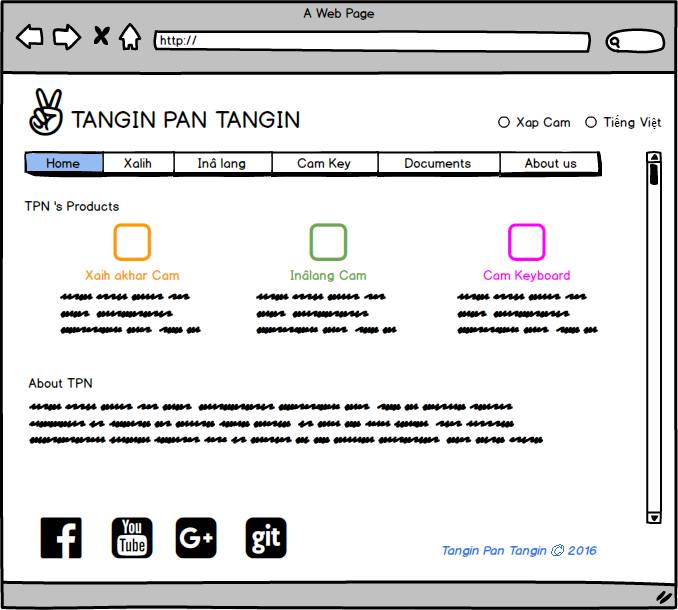 A Web Page
http://
TANGIN PAN TANGIN
Xap Cam Tiếng Việt
Home Xalih Inâ lang Cam Key Documents About us
TPN 's Products
Xaih akhar Cam Inâlang Cam Cam Keyboard
About TPN
f You Tube G+ git
Tangin Pan Tangin © 2016